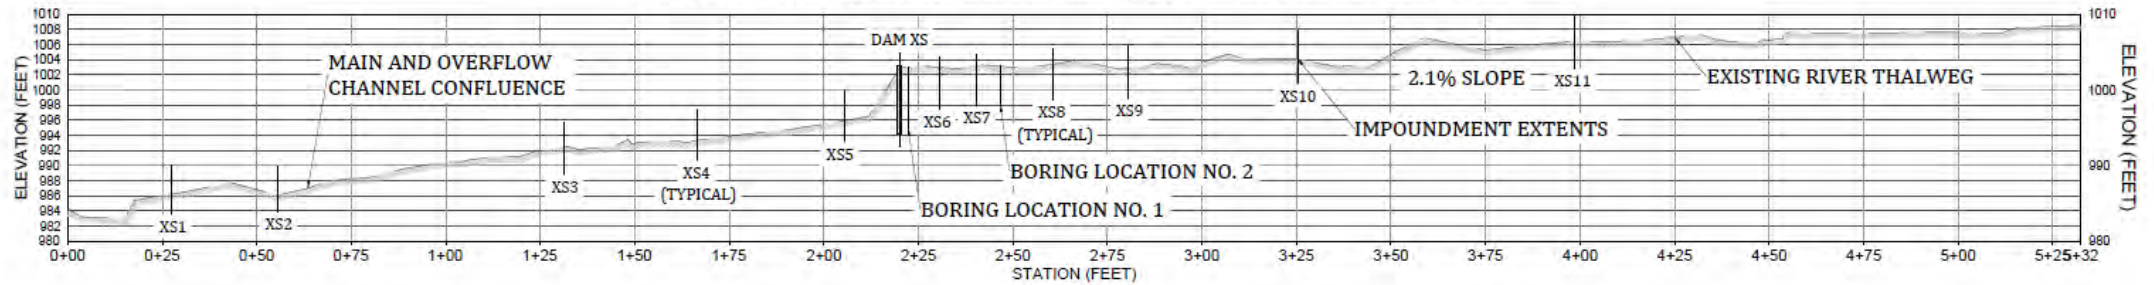 1010
1008
1006
1004
1002
1000
998
996
994
992
990
988
986
984
982
980
ELEVATION (FEET)
1010
1000
990
980
ELEVATION (FEET)
DAM XS
MAIN AND OVERFLOW
CHANNEL CONFLUENCE
2.1% SLOPE
XS11
EXISTING RIVER THALWEG
XS10
XS6
XS7
XS8
(TYPICAL)
XS9
IMPOUNDMENT EXTENTS
XS5
XS3
XS4
(TYPICAL)
BORING LOCATION NO. 2
BORING LOCATION NO. 1
XS1
XS2
0+00 0+25 0+50 0+75 1+00 1+25 1+50 1+75 2+00 2+25 2+50 2+75 3+00 3+25 3+50 3+75 4+00 4+25 4+50 4+75 5+00 5+25 5+32
STATION (FEET)